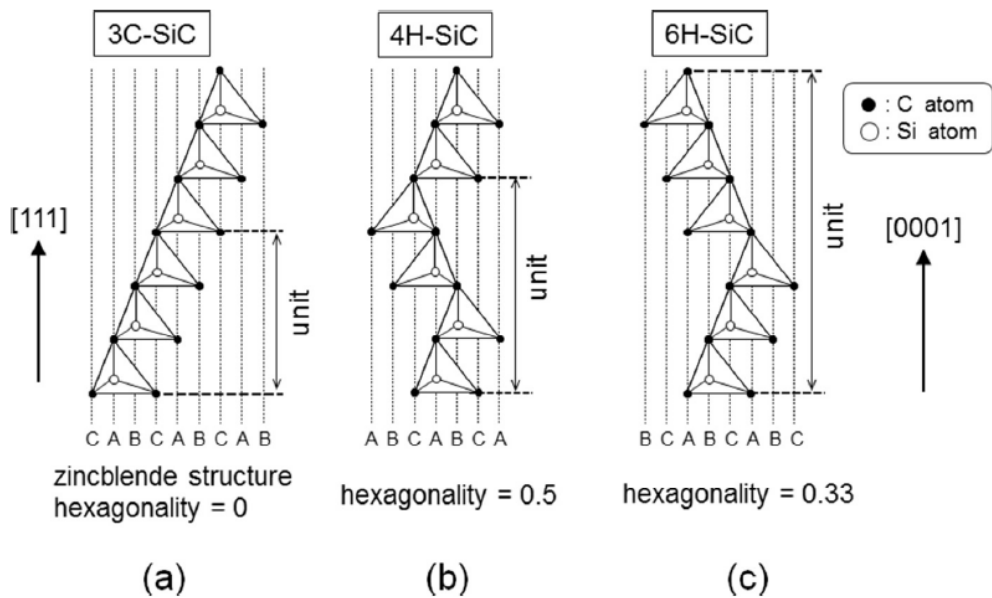 3C-SiC
4H-SiC
6H-SiC
: C atom
: Si atom
[111]
unit
unit
unit
[0001]
C A B C A B C A B
A B C A B C A
B C A B C A B C
zincblende structure
hexagonality = 0
hexagonality = 0.5
hexagonality = 0.33
(a)
(b)
(c)